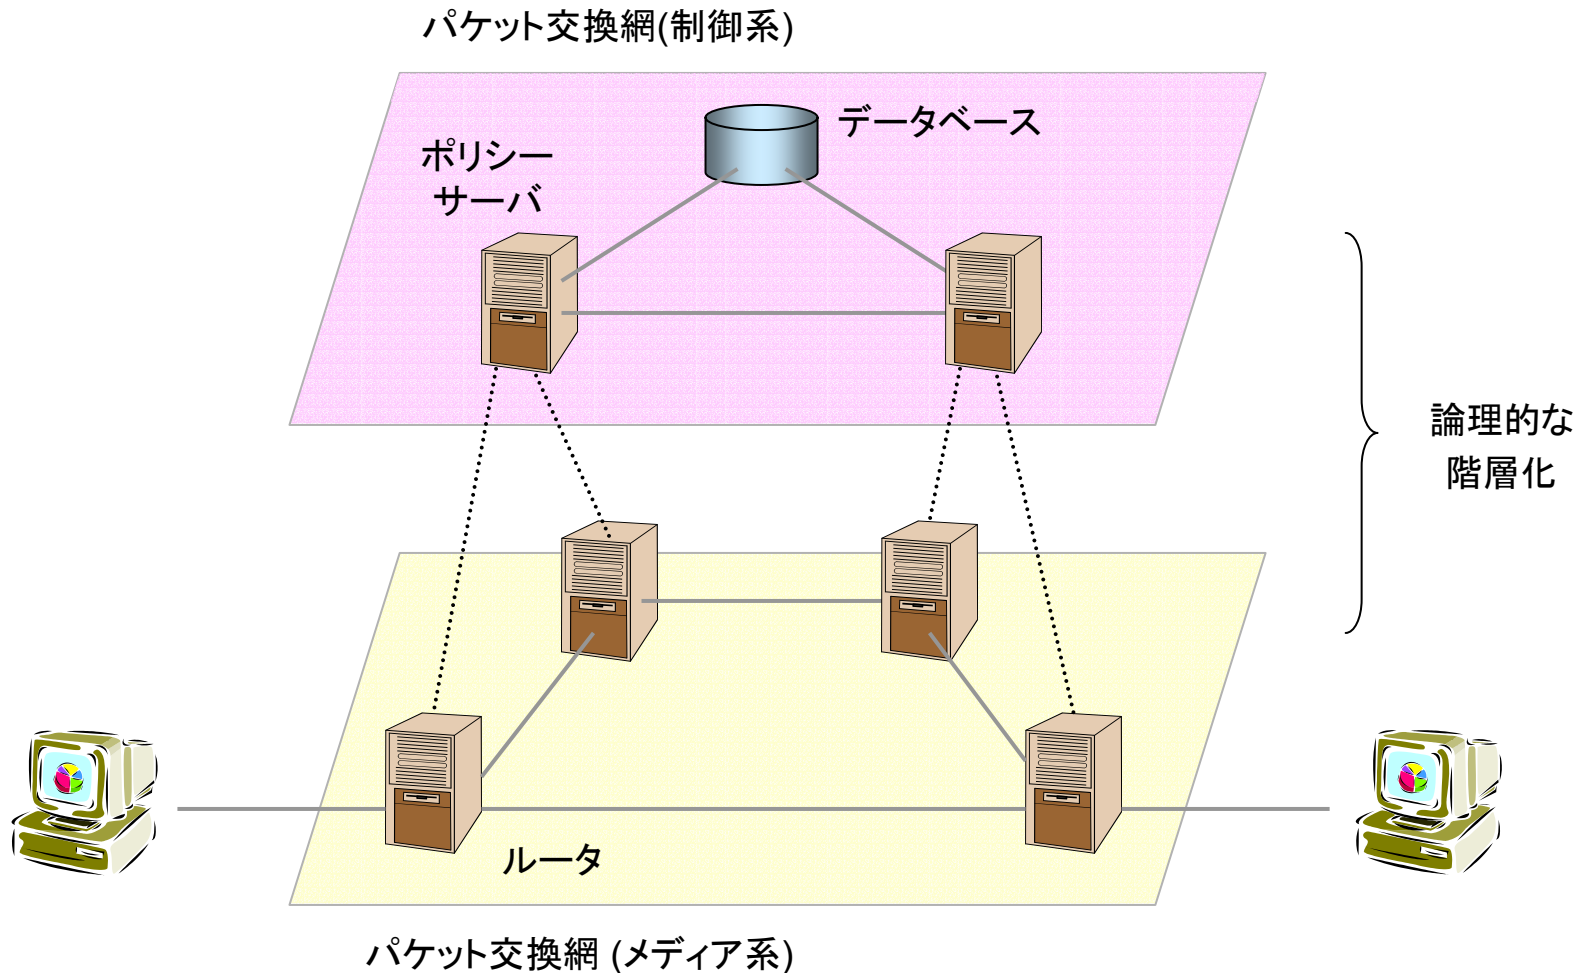 パケット交換網(制御系)
データベース
ポリシー
サーバ
論理的な
階層化
ルータ
パケット交換網 (メディア系)